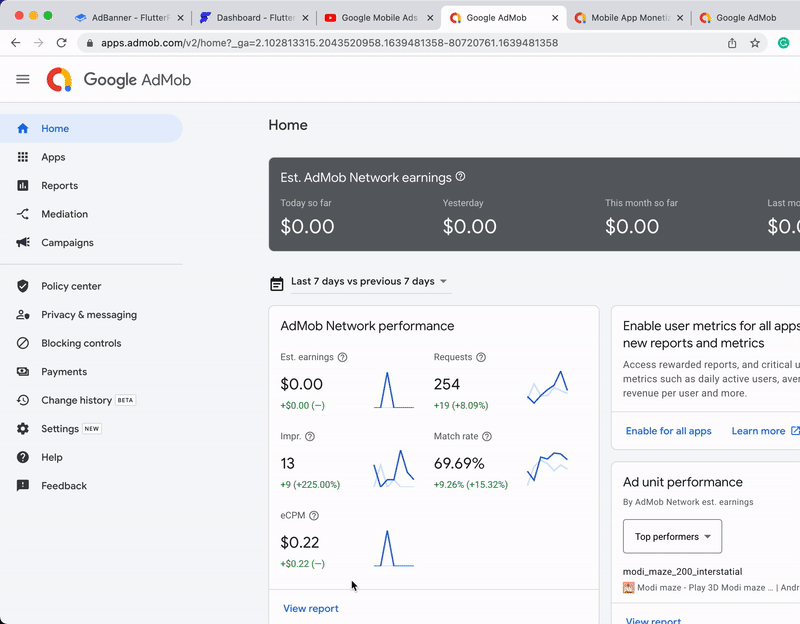 AdBanner - FlutterF
Dashboard - Flutter
Google Mobile Ads
Google AdMob
Mobile App Monetiz
Google AdMob
apps.admob.com/v2/home?_ga=2.102813315.2043520958.1639481358-80720761.1639481358
Google AdMob
Home
Apps
Reports
Mediation
Campaigns
Policy center
Privacy & messaging
Blocking controls
Payments
Change history BETA
Settings NEW
Help
Feedback
Home
Est. AdMob Network earnings
Today so far
Yesterday
This month so far
Last mo
$0.00
$0.00
$0.00
$0.0
Last 7 days vs previous 7 days
AdMob Network performance
Est. earnings
Requests
$0.00
254
+$0.00 (—)
+19 (+8.09%)
Impr.
Match rate
13
69.69%
+9 (+225.00%)
+9.26% (+15.32%)
eCPM
$0.22
+$0.22 (—)
View report
Enable user metrics for all apps
new reports and metrics
Access rewarded reports, and critical u
metrics such as daily active users, aver
revenue per user and more.
Enable for all apps
Learn more
Ad unit performance
By AdMob Network est. earnings
Top performers
modi_maze_200_interstatial
Modi maze - Play 3D Modi maze ... | Andr
View report